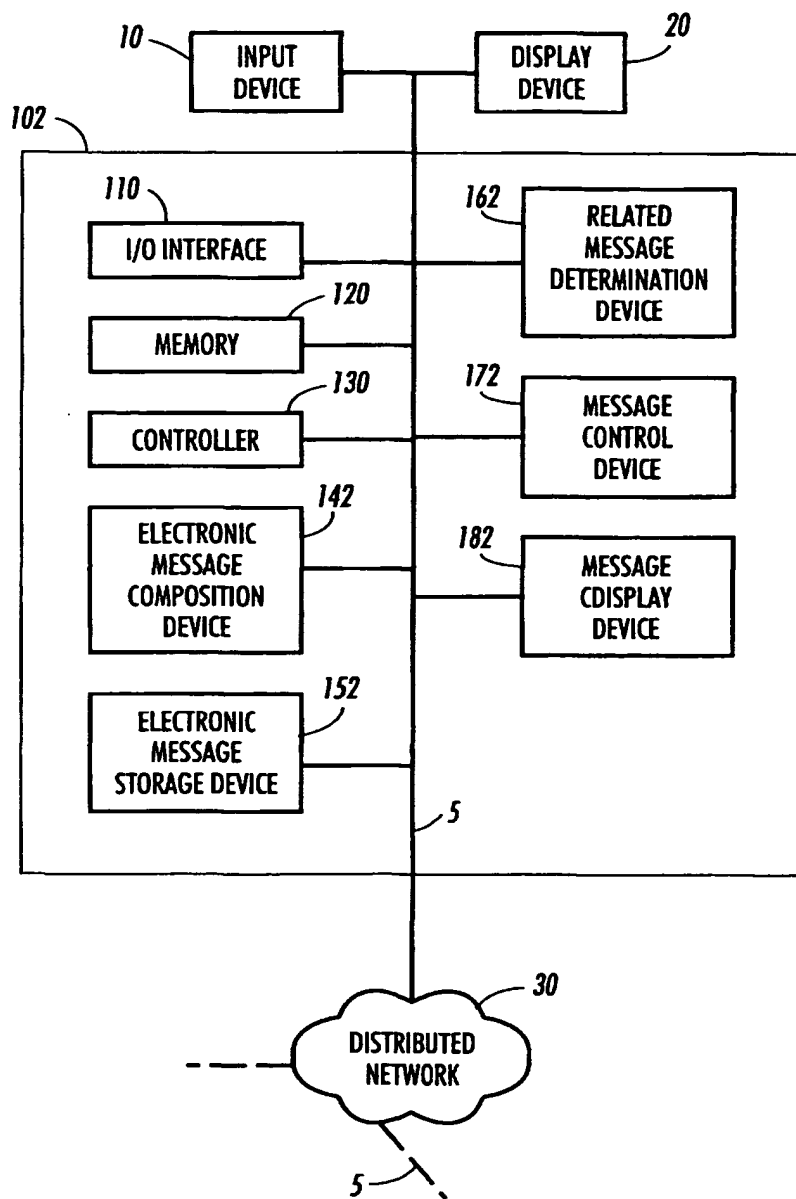 10
INPUT
DEVICE
DISPLAY
DEVICE
20
102
110
I/O INTERFACE
120
MEMORY
130
CONTROLLER
142
ELECTRONIC
MESSAGE
COMPOSITION
DEVICE
152
ELECTRONIC
MESSAGE
STORAGE DEVICE
162
RELATED
MESSAGE
DETERMINATION
DEVICE
172
MESSAGE
CONTROL
DEVICE
182
MESSAGE
CDISPLAY
DEVICE
5
30
DISTRIBUTED
NETWORK
5